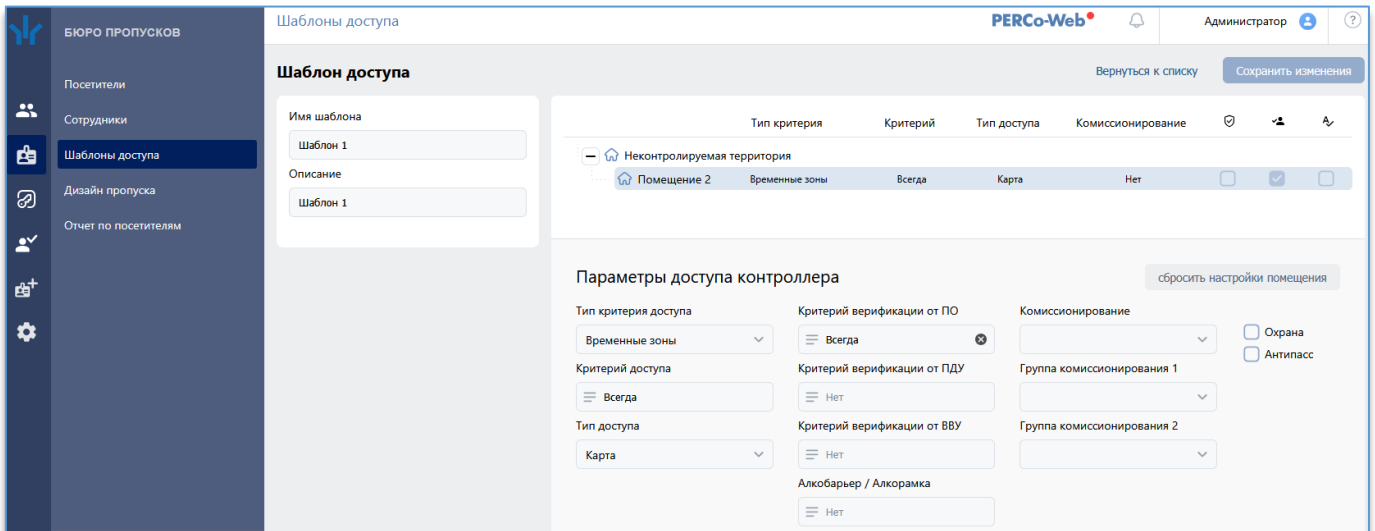 БЮРО ПРОПУСКОВ
Шаблоны доступа
PERCo-Web
Администратор
?
Посетители
Сотрудники
Шаблоны доступа
Дизайн пропуска
Отчет по посетителям
Шаблон доступа
Вернуться к списку
Сохранить изменения
Имя шаблона
Шаблон 1
Описание
Шаблон 1
Тип критерия Критерий Тип доступа Комиссионирование
Неконтролируемая территория
Помещение 2 Временные зоны Всегда Карта Нет
Параметры доступа контроллера
сбросить настройки помещения
Тип критерия доступа Критерий верификации от ПО Комиссионирование
Временные зоны Всегда Охрана
Антипасс
Критерий доступа Критерий верификации от ПДУ Группа комиссионирования 1
Всегда Нет
Тип доступа Критерий верификации от ВВУ Группа комиссионирования 2
Карта Нет
Алкобарьер / Алкорамка
Нет